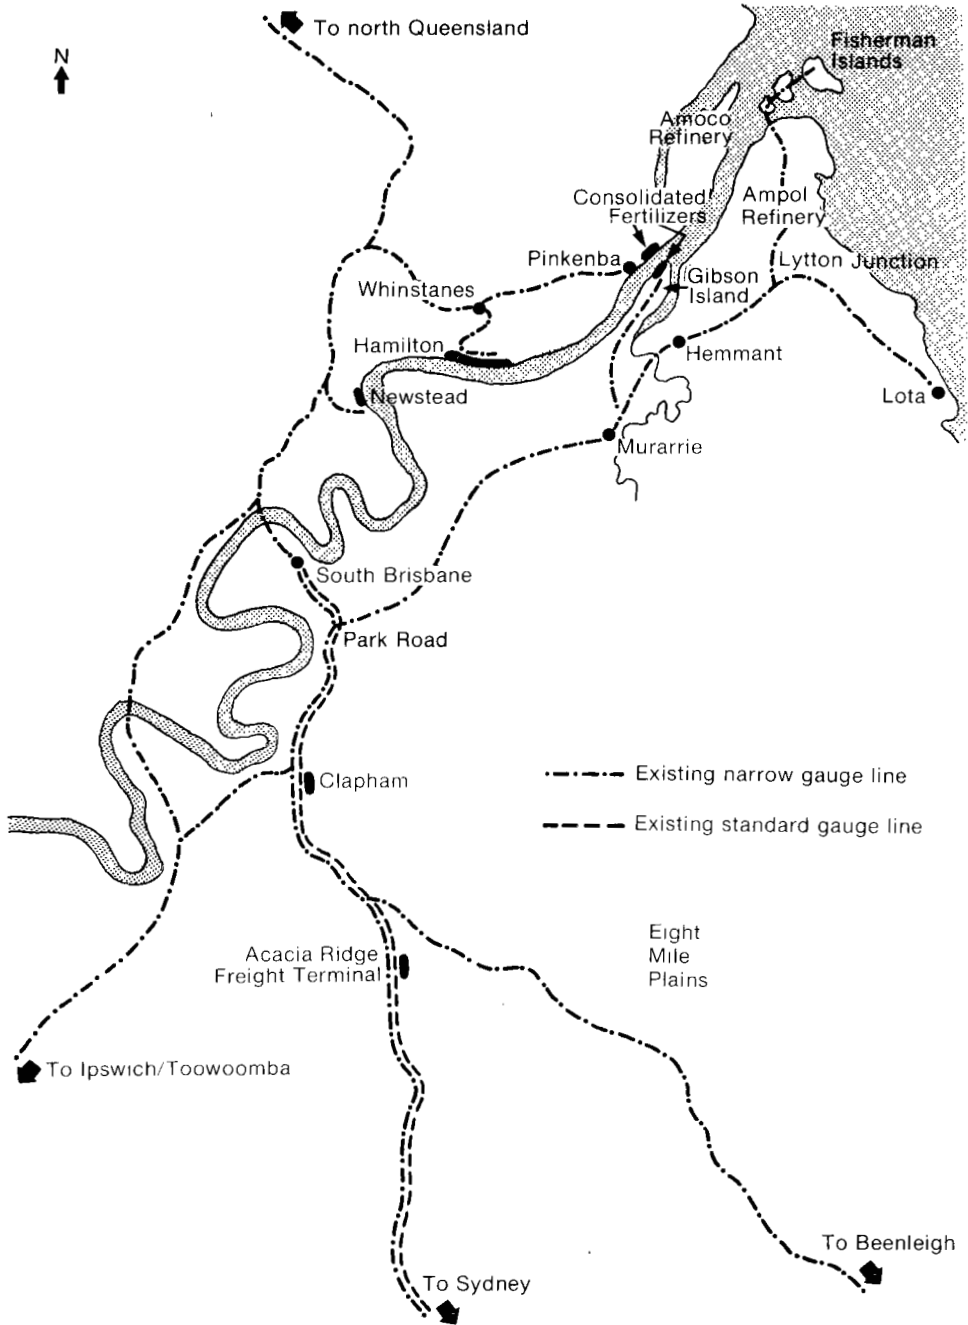 To north Queensland
N
Fisherman
Islands
Amoco
Refinery
Consolidated
Fertilizers
Ampol
Refinery
Pinkenba
Lytton Junction
Whinstanes
Gibson
Island
Hamilton
Hemmant
Newstead
Lota
Murarrie
South Brisbane
Park Road
Existing narrow gauge line
Clapham
Existing standard gauge line
Eight
Mile
Plains
Acacia Ridge
Freight Terminal
To Ipswich/Toowoomba
To Beenleigh
To Sydney